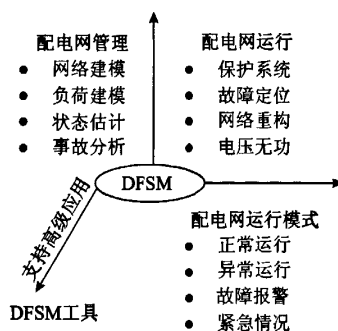 配电网管理
● 网络建模
● 负荷建模
● 状态估计
● 事故分析
配电网运行
● 保护系统
● 故障定位
● 网络重构
● 电压无功
DFSM
支持高级应用
DFSM工具
配电网运行模式
● 正常运行
● 异常运行
● 故障报警
● 紧急情况